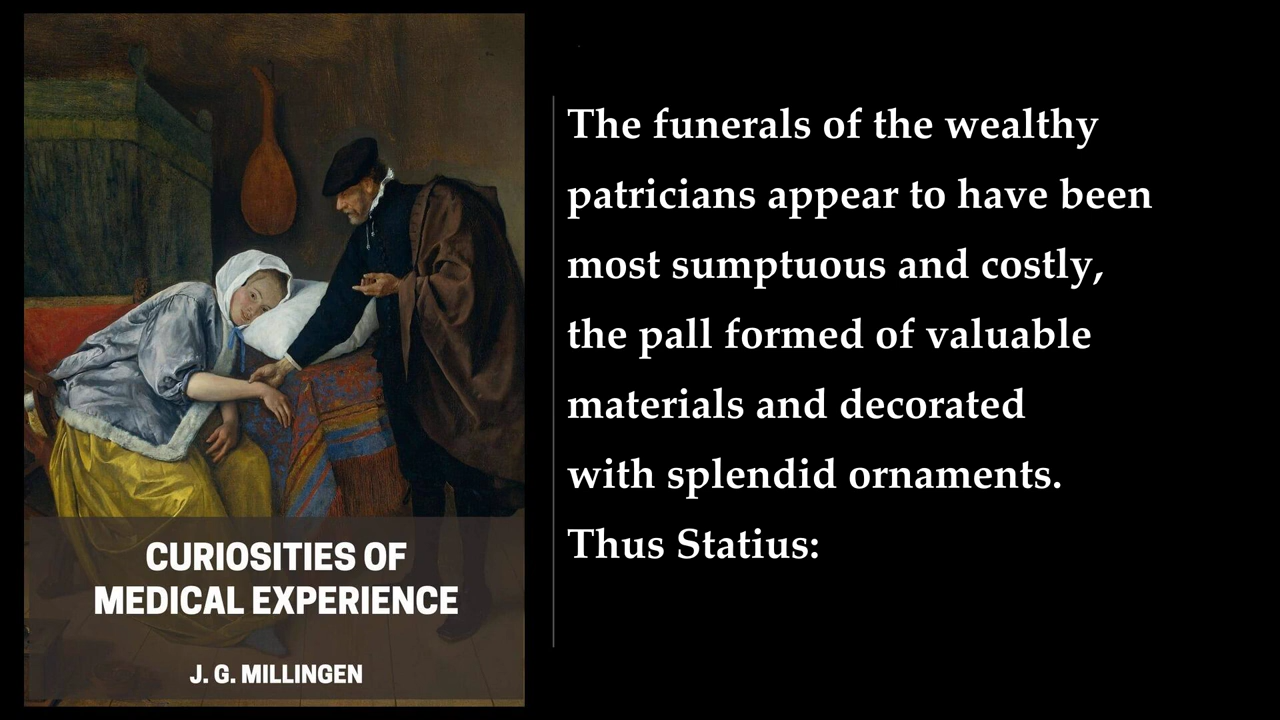 The funerals of the wealthy
patricians appear to have been
most sumptuous and costly,
the pall formed of valuable
materials and decorated
with splendid ornaments.
Thus Statius:
CURIOSITIES OF
MEDICAL EXPERIENCE
J. G. MILLINGEN